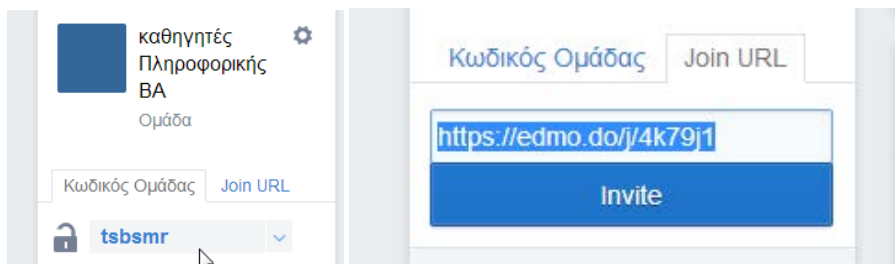 καθηγητές
Πληροφορικής
ΒΑ
Ομάδα
Κωδικός Ομάδας Join URL
tsbsmr
Κωδικός Ομάδας Join URL
https://edmo.do/j/4k79j1
Invite